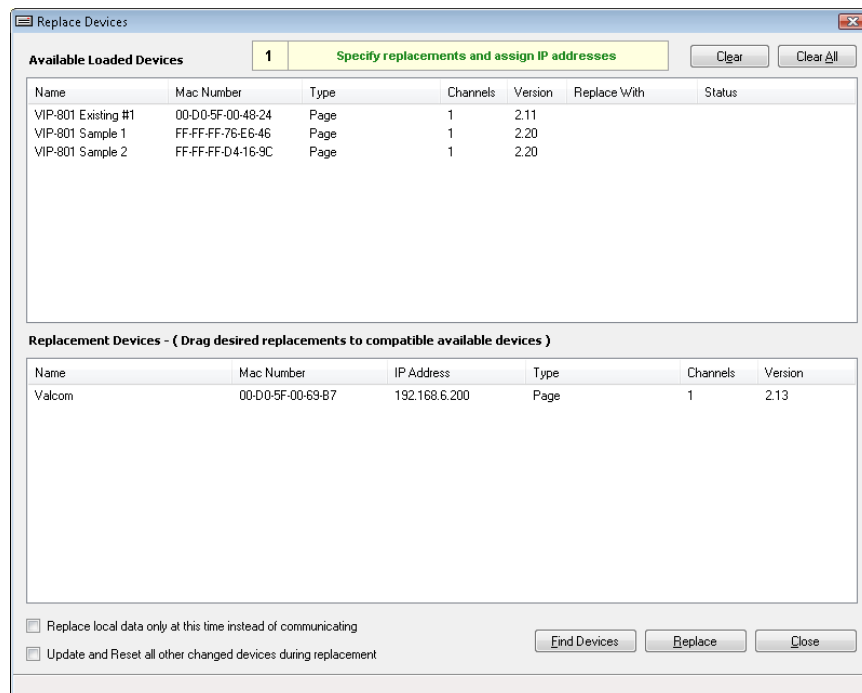 Replace Devices
Available Loaded Devices 1 Specify replacements and assign IP addresses Clear Clear All
Name Mac Number Type Channels Version Replace With Status
VIP-801 Existing #1 00-D0-5F-00-48-24 Page 1 2.11
VIP-801 Sample 1 FF-FF-FF-76-E6-46 Page 1 2.20
VIP-801 Sample 2 FF-FF-FF-D4-16-9C Page 1 2.20
Replacement Devices - ( Drag desired replacements to compatible available devices )
Name Mac Number IP Address Type Channels Version
Valcom 00-D0-5F-00-69-B7 192.168.6.200 Page 1 2.13
Replace local data only at this time instead of communicating
Update and Reset all other changed devices during replacement
Find Devices Replace Close